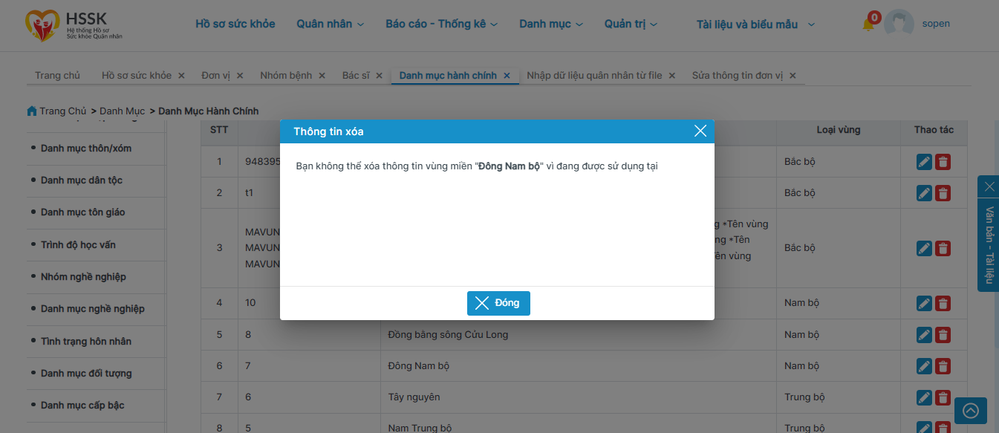 HSSK
Hệ thống Hồ sơ
Sức khỏe Quân nhân
Hồ sơ sức khỏe
Quân nhân
Báo cáo - Thống kê
Danh mục
Quản trị
Tài liệu và biểu mẫu
0
sopen
Trang chủ
Hồ sơ sức khỏe
Đơn vị
Nhóm bệnh
Bác sĩ
Danh mục hành chính
Nhập dữ liệu quân nhân từ file
Sửa thông tin đơn vị
Trang Chủ > Danh Mục > Danh Mục Hành Chính
Danh mục thôn/xóm
Danh mục dân tộc
Danh mục tôn giáo
Trình độ học vấn
Nhóm nghề nghiệp
Danh mục nghề nghiệp
Tình trạng hôn nhân
Danh mục đối tượng
Danh mục cấp bậc
STT
Loại vùng
Thao tác
1
948395
Bắc bộ
2
t1
Bắc bộ
3
MAVUN
MAVUN
MAVUN
g *Tên vùng
ng *Tên
ên vùng
Bắc bộ
4
10
Nam bộ
5
8
Đồng bằng sông Cửu Long
Nam bộ
6
7
Đông Nam bộ
Nam bộ
7
6
Tây nguyên
Trung bộ
8
5
Nam Trung bộ
Trung bộ
Thông tin xóa
Bạn không thể xóa thông tin vùng miền "Đông Nam bộ" vì đang được sử dụng tại
Đóng
Văn bản - Tài liệu